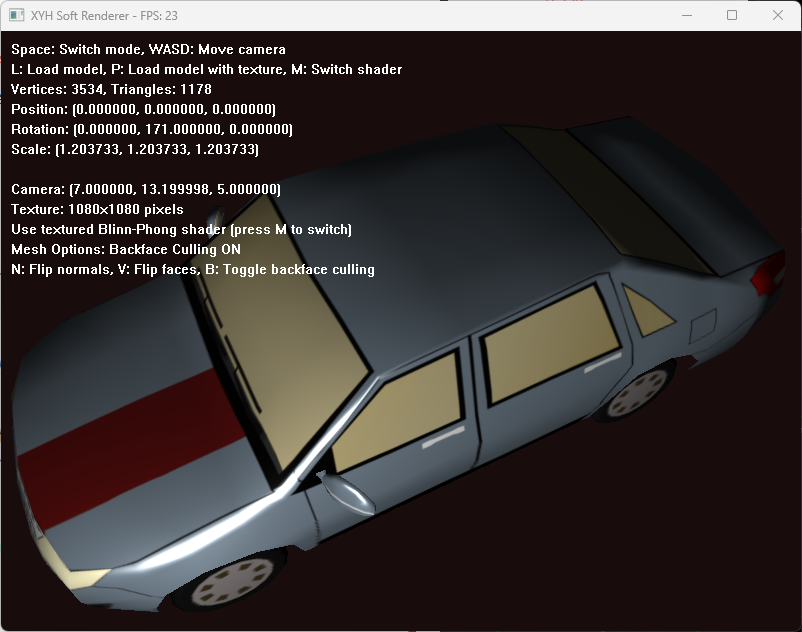 XYH Soft Renderer - FPS: 23
Space: Switch mode, WASD: Move camera
L: Load model, P: Load model with texture, M: Switch shader
Vertices: 3534, Triangles: 1178
Position: (0.000000, 0.000000, 0.000000)
Rotation: (0.000000, 171.000000, 0.000000)
Scale: (1.203733, 1.203733, 1.203733)
Camera: (7.000000, 13.199998, 5.000000)
Texture: 1080x1080 pixels
Use textured Blinn-Phong shader (press M to switch)
Mesh Options: Backface Culling ON
N: Flip normals, V: Flip faces, B: Toggle backface culling